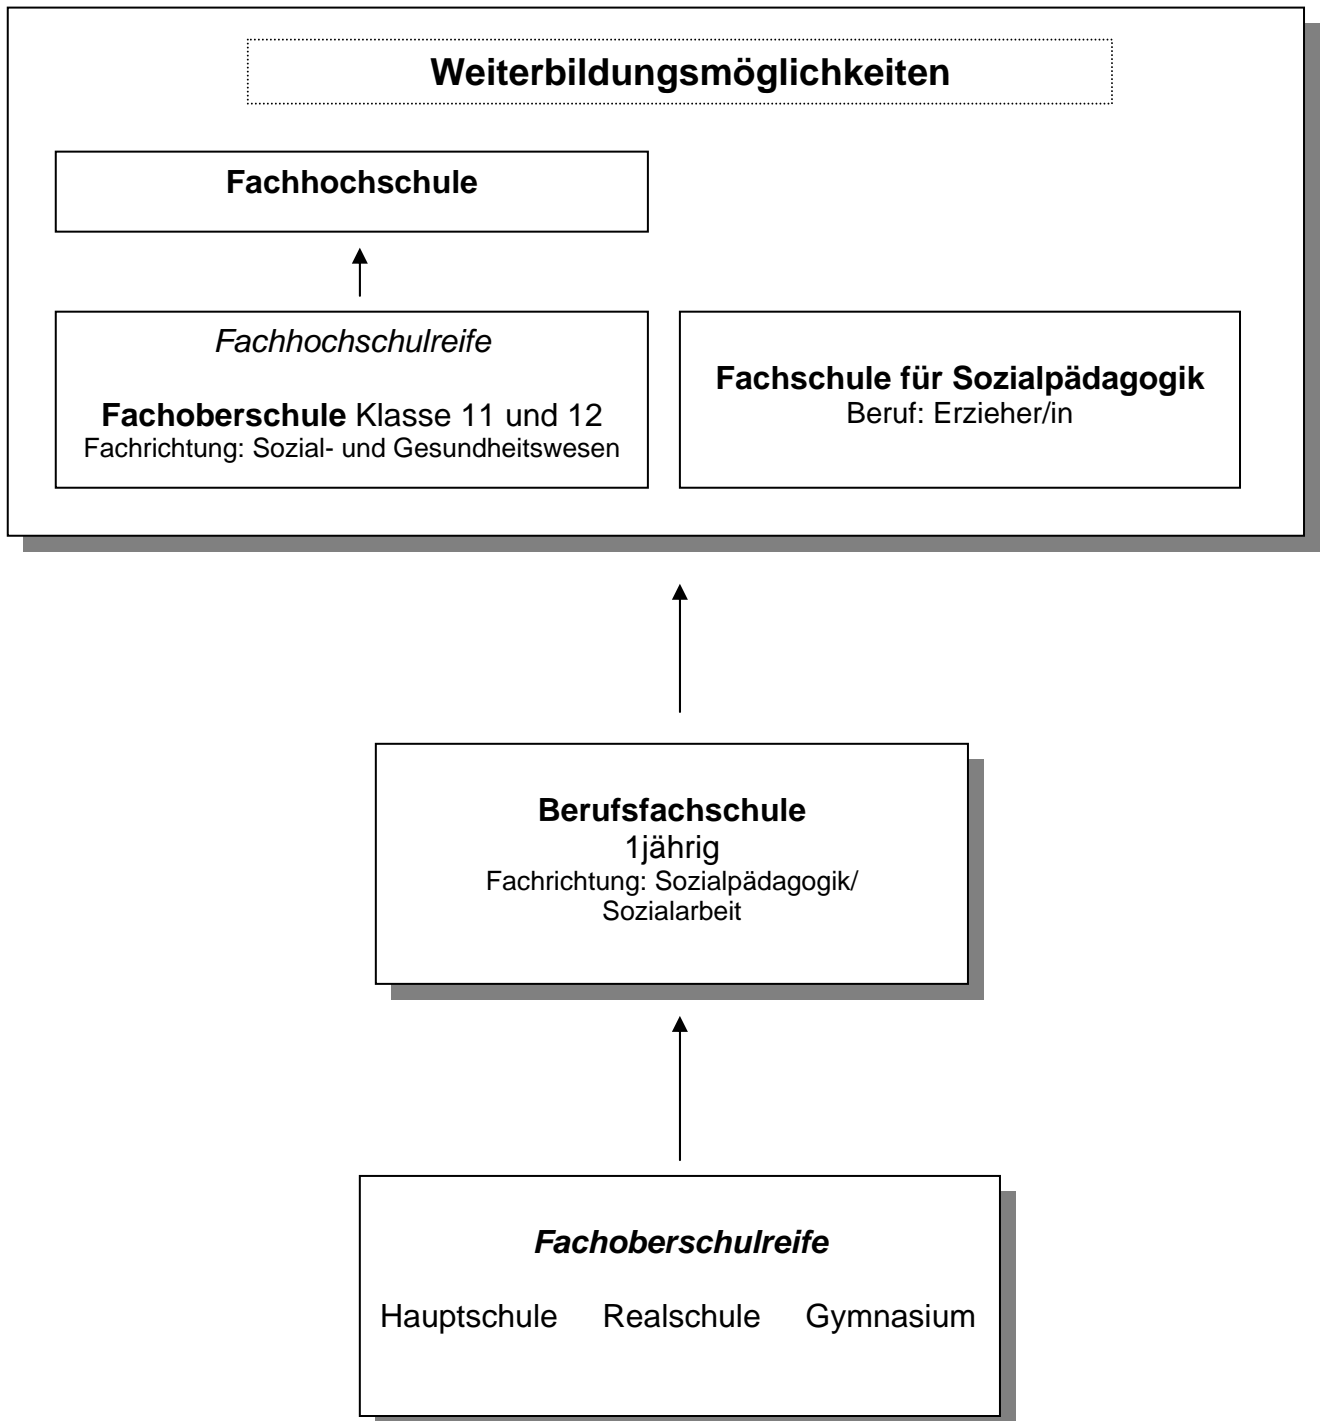 Weiterbildungsmöglichkeiten
Fachhochschule
Fachhochschulreife
Fachoberschule Klasse 11 und 12
Fachrichtung: Sozial- und Gesundheitswesen
Fachschule für Sozialpädagogik
Beruf: Erzieher/in
Berufsfachschule
1jährig
Fachrichtung: Sozialpädagogik/
Sozialarbeit
Fachoberschulreife
Hauptschule Realschule Gymnasium